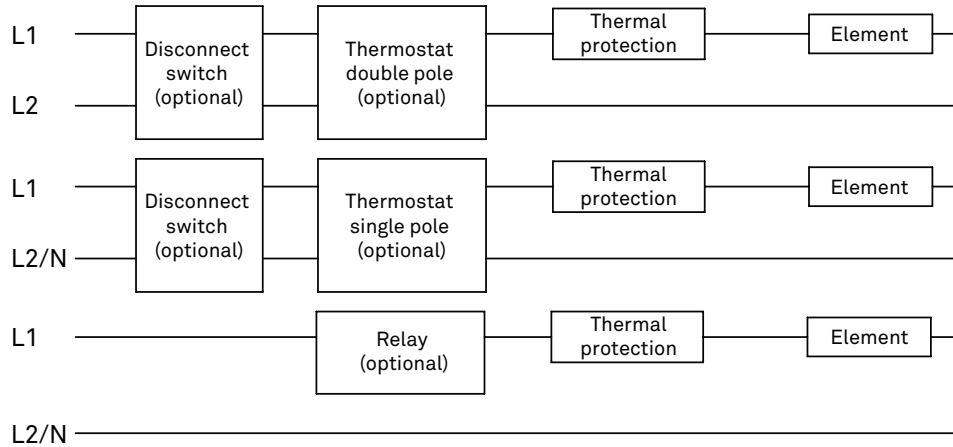 L1
Disconnect
switch
(optional)
Thermostat
double pole
(optional)
Thermal
protection
Element
L2
L1
Disconnect
switch
(optional)
Thermostat
single pole
(optional)
Thermal
protection
Element
L2/N
L1
Relay
(optional)
Thermal
protection
Element
L2/N